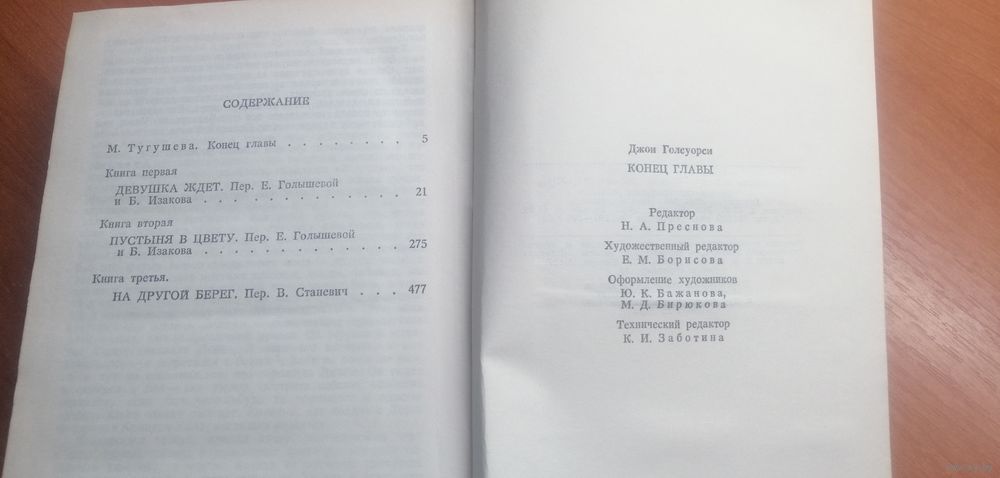 СОДЕРЖАНИЕ
М. Тугушева. Конец главы . . . . . . . . 5
Книга первая
ДЕВУШКА ЖДЕТ. Пер. Е. Голышевой
и Б. Изакова . . . . . . . . . . . . . 21
Книга вторая
ПУСТЫНЯ В ЦВЕТУ. Пер. Е. Голышевой
и Б. Изакова . . . . . . . . . . . . . 275
Книга третья.
НА ДРУГОЙ БЕРЕГ. Пер. В. Станевич . . . 477
Джон Голсуорси
КОНЕЦ ГЛАВЫ
Редактор
Н. А. Преснова
Художественный редактор
Е. М. Борисова
Оформление художников
Ю. К. Бажанова,
М. Д. Бирюкова
Технический редактор
К. И. Заботина